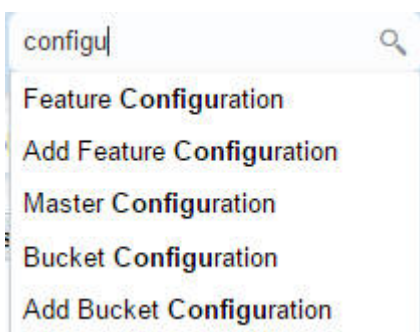 configu
Feature Configuration
Add Feature Configuration
Master Configuration
Bucket Configuration
Add Bucket Configuration